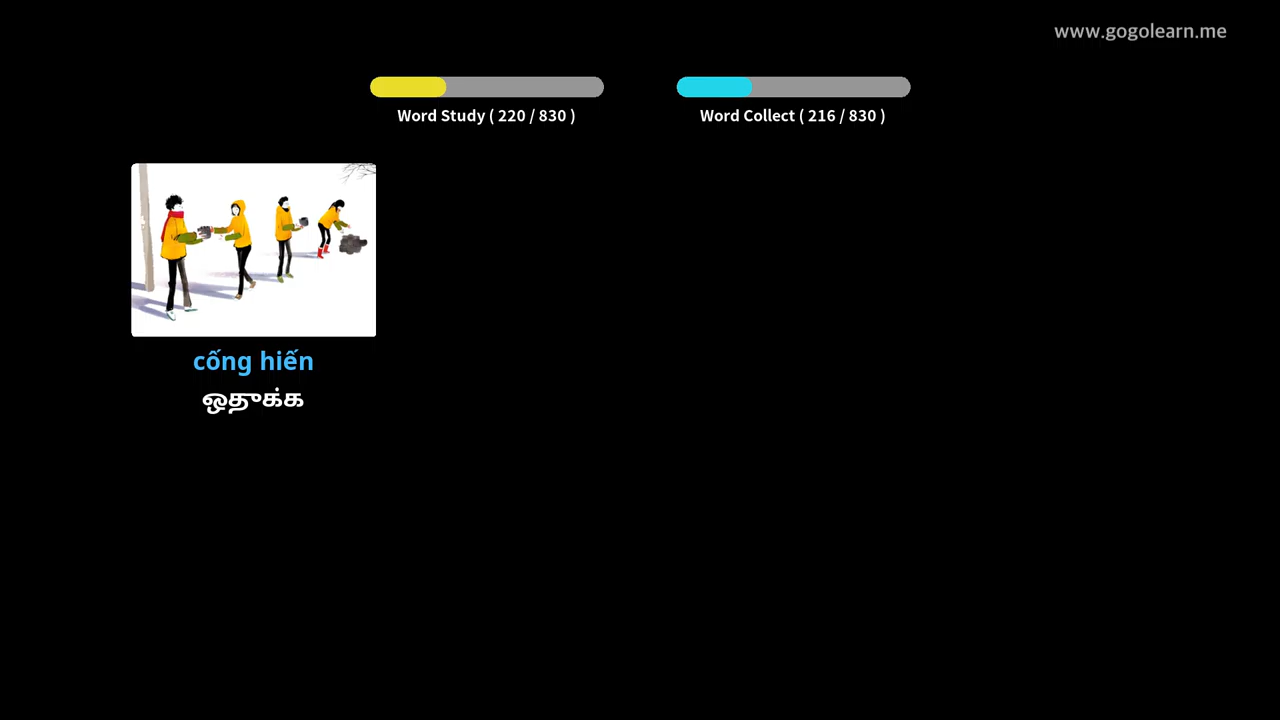 www.gogolearn.me
Word Study ( 220 / 830 )
Word Collect ( 216 / 830 )
cống hiến
ஒதுக்க